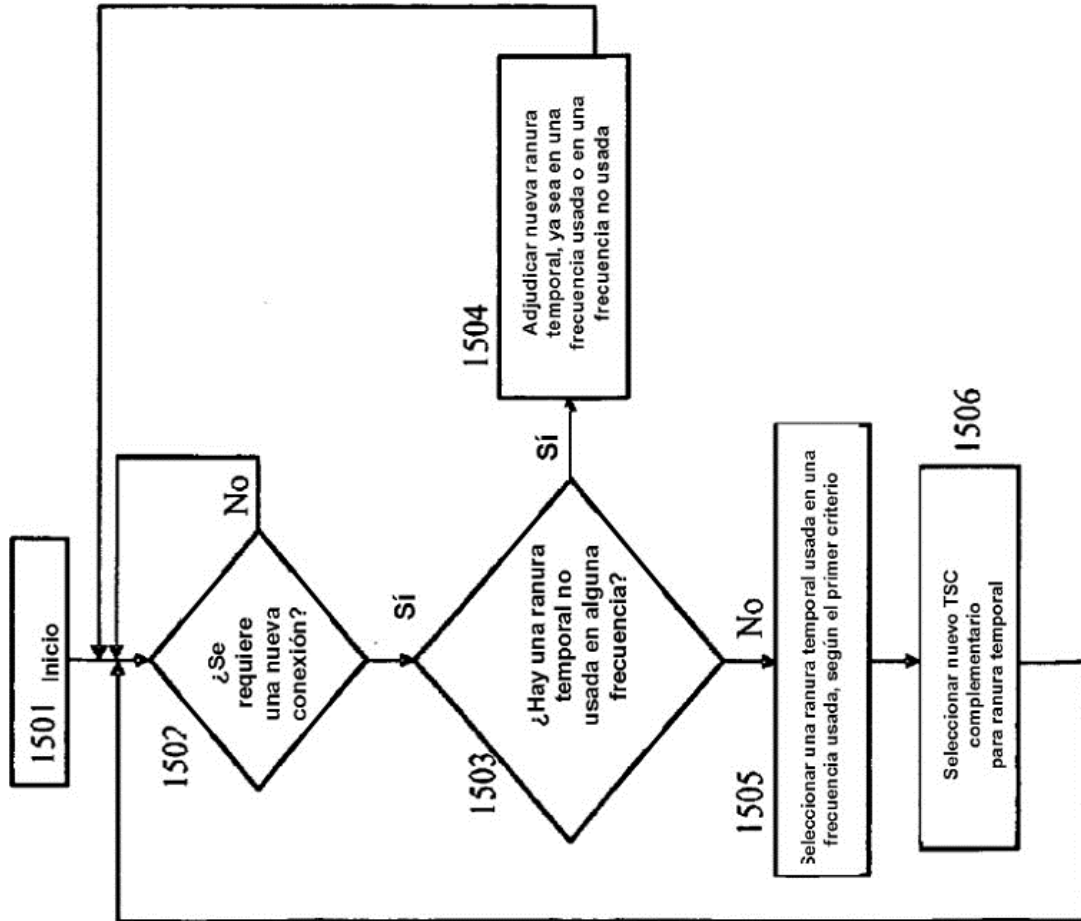 1501 Inicio
1502
¿Se
requiere
una nueva
conexión?
No
Sí
1503
¿Hay una ranura
temporal no
usada en alguna
frecuencia?
Sí
1504
Adjudicar nueva ranura
temporal, ya sea en una
frecuencia usada o en una
frecuencia no usada
No
1505
Seleccionar una ranura temporal usada en una
frecuencia usada, según el primer criterio
1506
Seleccionar nuevo TSC
complementario
para ranura temporal